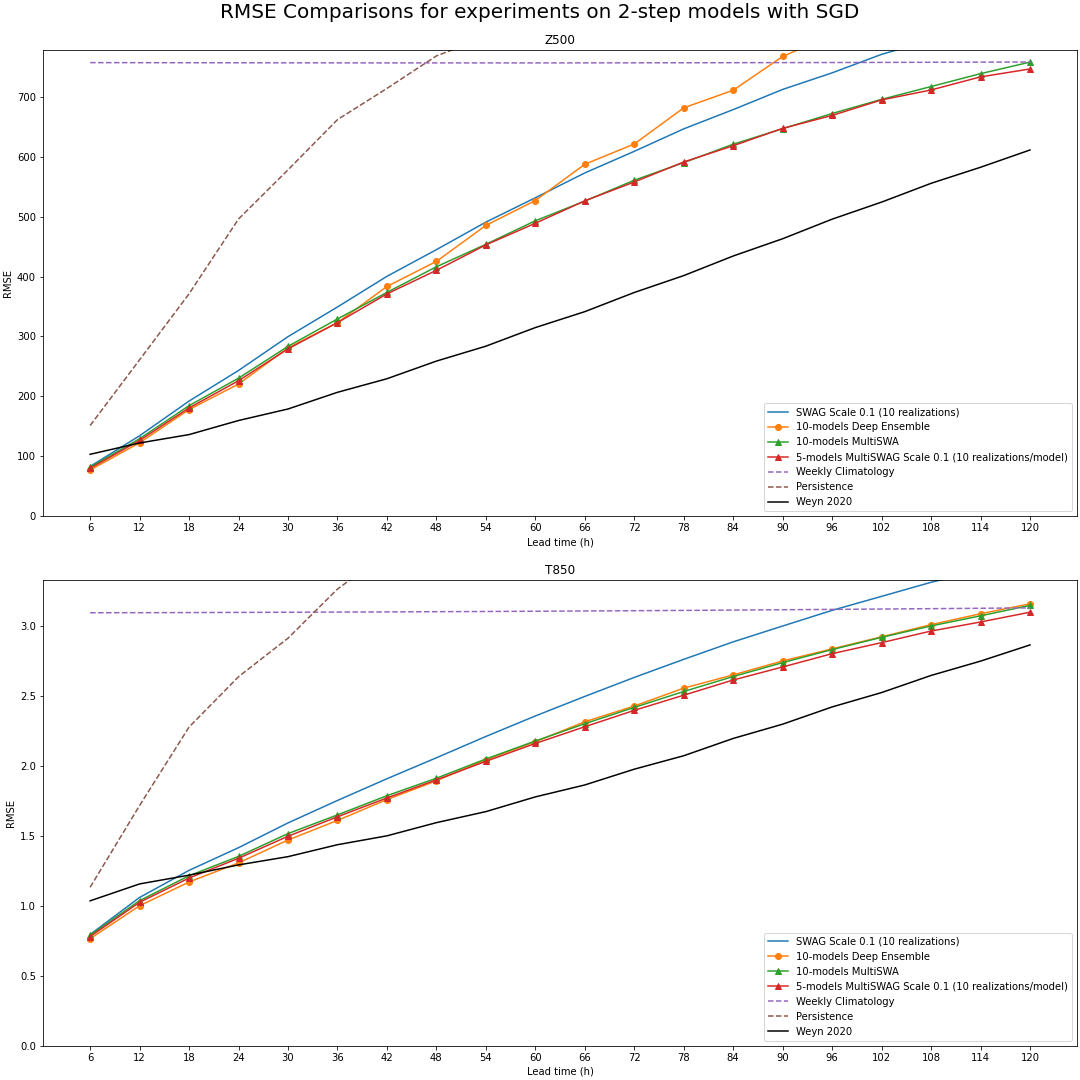 RMSE Comparisons for experiments on 2-step models with SGD
Z500
700
600
500
400
300
200
100
0
RMSE
SWAG Scale 0.1 (10 realizations)
10-models Deep Ensemble
10-models MultiSWA
5-models MultiSWAG Scale 0.1 (10 realizations/model)
Weekly Climatology
Persistence
Weyn 2020
6 12 18 24 30 36 42 48 54 60 66 72 78 84 90 96 102 108 114 120
Lead time (h)
T850
3.0
2.5
2.0
1.5
1.0
0.5
0.0
RMSE
SWAG Scale 0.1 (10 realizations)
10-models Deep Ensemble
10-models MultiSWA
5-models MultiSWAG Scale 0.1 (10 realizations/model)
Weekly Climatology
Persistence
Weyn 2020
6 12 18 24 30 36 42 48 54 60 66 72 78 84 90 96 102 108 114 120
Lead time (h)